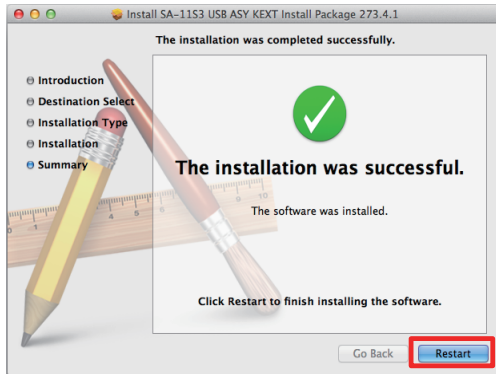 Install SA-11S3 USB ASY KEXT Install Package 273.4.1
The installation was completed successfully.
Introduction
Destination Select
Installation Type
Installation
Summary
The installation was successful.
The software was installed.
Click Restart to finish installing the software.
Go Back
Restart